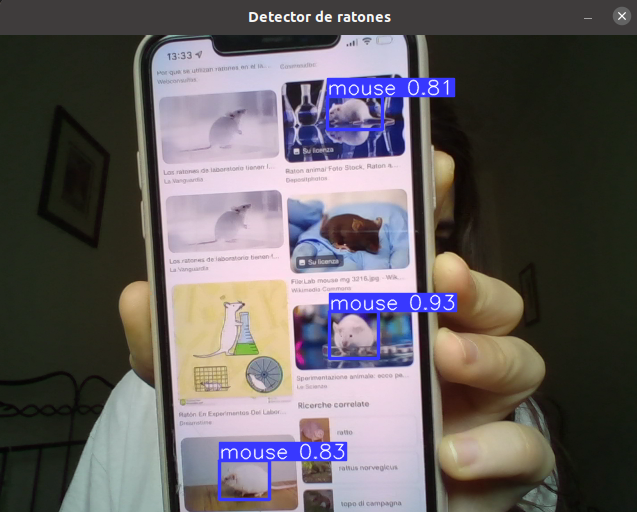 Detector de ratones
13:33
Por qué se utilizan ratones en el la...
Welconsultor
Cosmocatec
mouse 0.81
Su licenza
Los ratones de laboratorio tienen l...
La Vanguardia
Raton animal Foto Stock, Raton a...
Depositphotos
Su licenza
Los ratones de laboratorio tienen l...
La Vanguardia
File:Lab mouse mg 3216.jpg - Wik...
Wikimedia Commons
mouse 0.93
Sperimentazione animale: ecco pe...
Le Scienze
Ratón En Experimentos Del Labor...
Dreamstime
Ricerche correlate
ratto
mouse 0.83
rattus norvegicus
topo di campagna